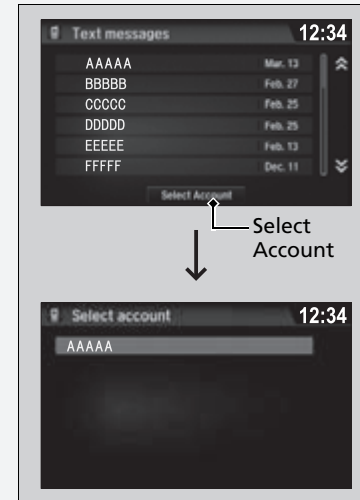 Text messages 12:34
AAAAA Mar. 13
BBBBB Feb. 27
CCCCC Feb. 25
DDDDD Feb. 25
EEEEE Feb. 13
FFFFF Dec. 11
Select Account
Select
Account
Select account 12:34
AAAAA